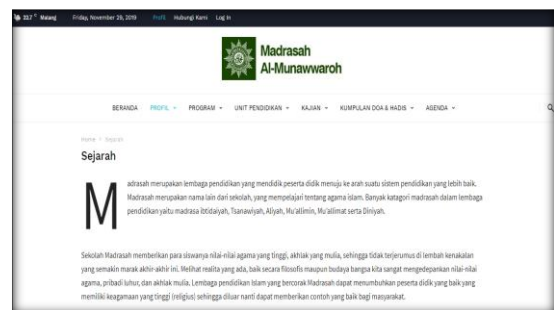 23.7 C Malang Friday, November 29, 2019 Profil Hubungi Kami Log In
Madrasah
Al-Munawwaroh
BERANDA PROFIL PROGRAM UNIT PENDIDIKAN KAJIAN KUMPULAN DOA & HADIS AGENDA
Home > Sejarah
Sejarah
Madrasah merupakan lembaga pendidikan yang mendidik peserta didik menuju ke arah suatu sistem pendidikan yang lebih baik.
Madrasah merupakan nama lain dari sekolah, yang mempelajari tentang agama islam. Banyak katagori madrasah dalam lembaga
pendidikan yaitu madrasa ibtidaiyah, Tsanawiyah, Aliyah, Mu'allimin, Mu'allimat serta Diniyah.
Sekolah Madrasah memberikan para siswanya nilai-nilai agama yang tinggi, akhlak yang mulia, sehingga tidak terjerumus di lembah kenakalan
yang semakin marak akhir-akhir ini. Melihat realita yang ada, baik secara filosofis maupun budaya bangsa kita sangat mengedepankan nilai-nilai
agama, pribadi luhur, dan akhlak mulia. Lembaga pendidikan Islam yang bercorak Madrasah dapat menumbuhkan peserta didik yang baik yang
memiliki keagamaan yang tinggi (religius) sehingga diluar nanti dapat memberikan contoh yang baik bagi masyarakat.